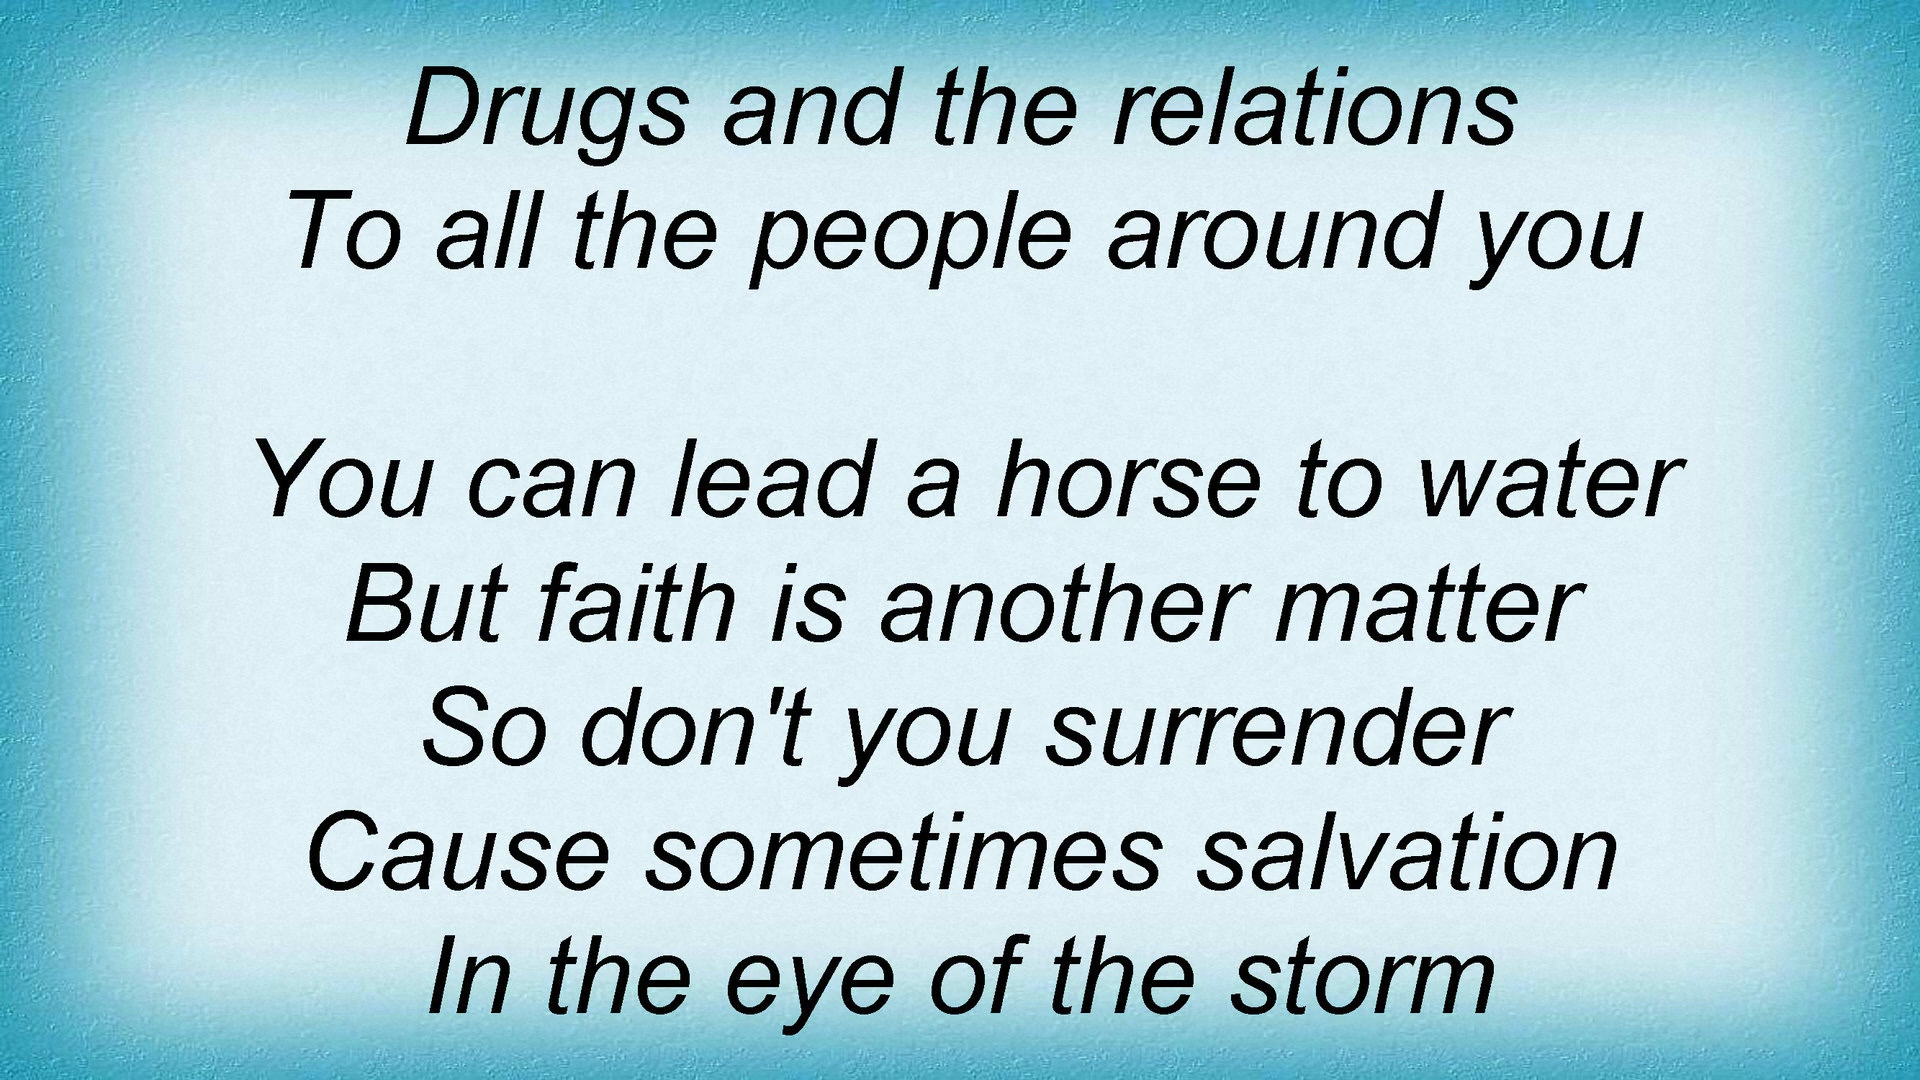 Drugs and the relations
To all the people around you
You can lead a horse to water
But faith is another matter
So don't you surrender
Cause sometimes salvation
In the eye of the storm